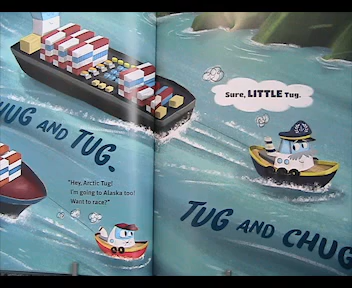 HUG AND TUG.
"Hey, Arctic Tug!
I'm going to Alaska too!
Want to race?"
Sure, LITTLE Tug.
TUG AND CHUG